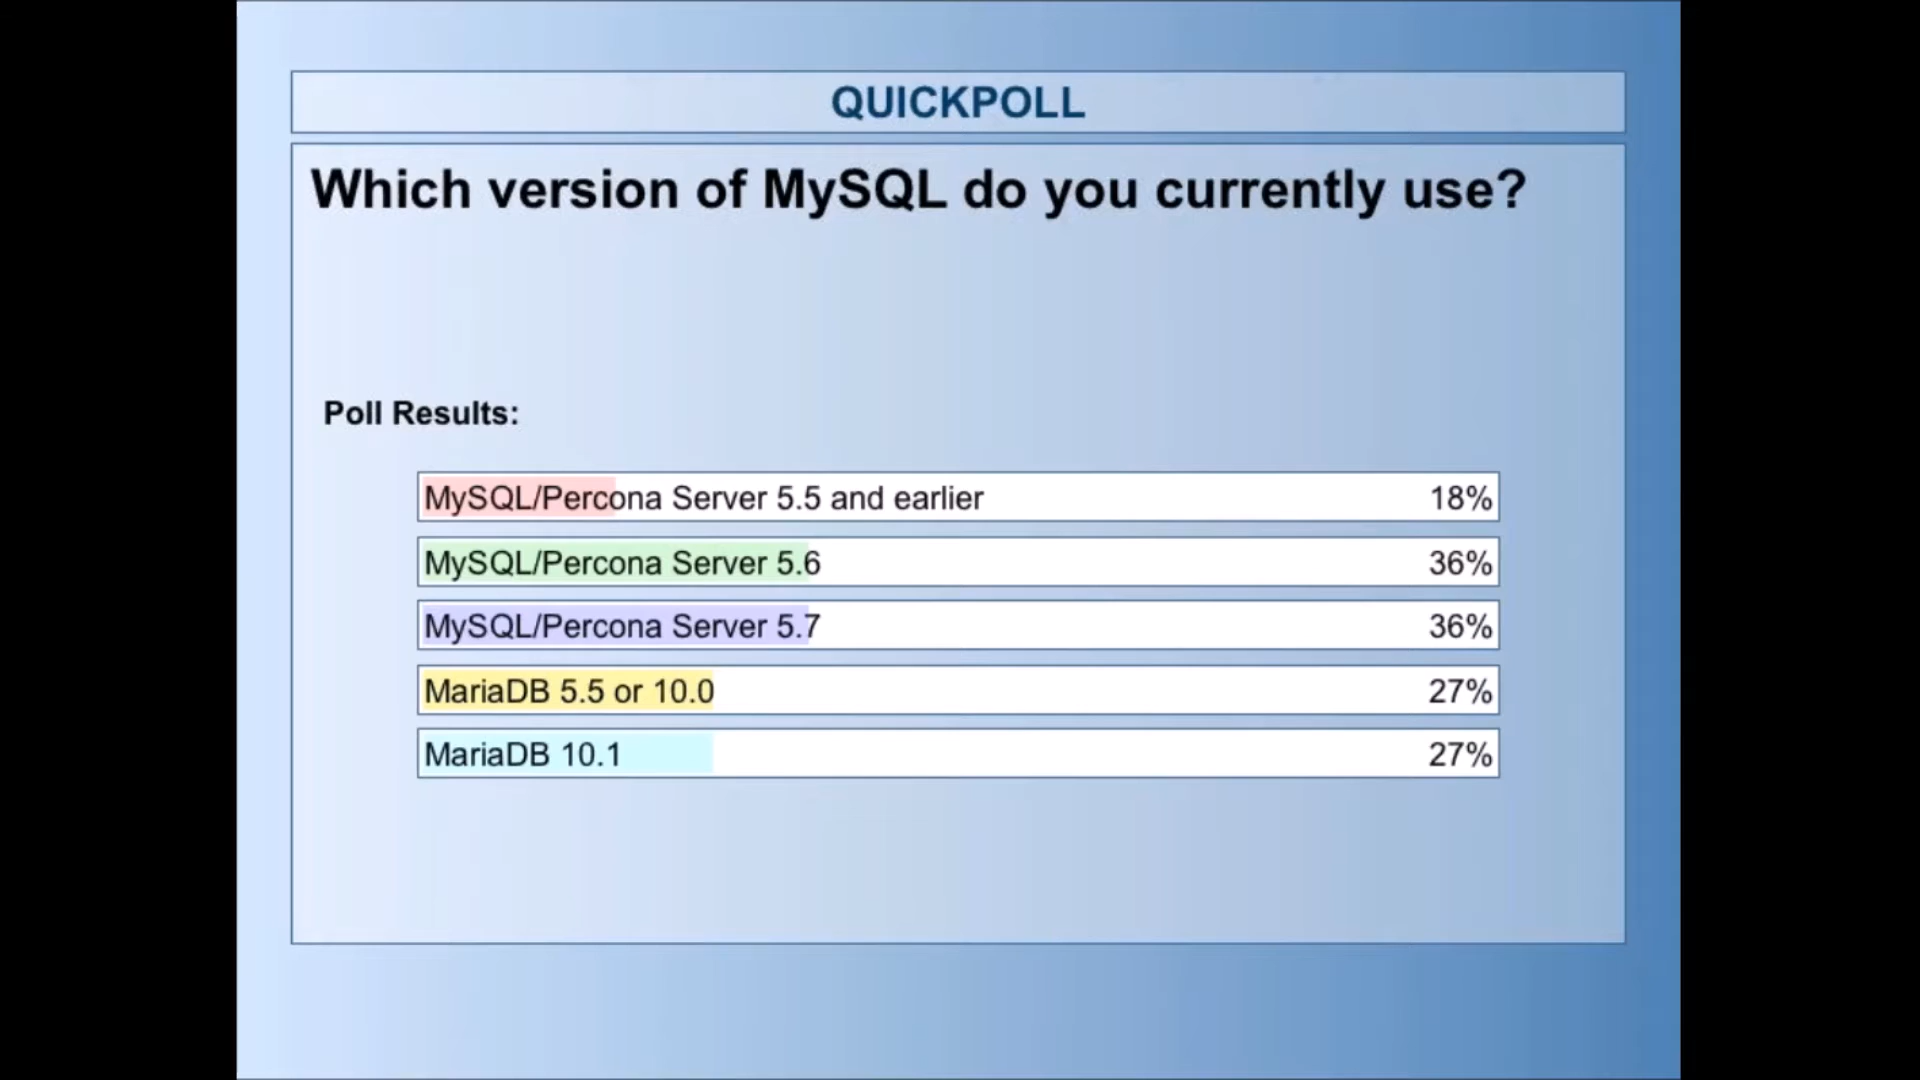 QUICKPOLL
Which version of MySQL do you currently use?
Poll Results:
MySQL/Percona Server 5.5 and earlier 18%
MySQL/Percona Server 5.6 36%
MySQL/Percona Server 5.7 36%
MariaDB 5.5 or 10.0 27%
MariaDB 10.1 27%